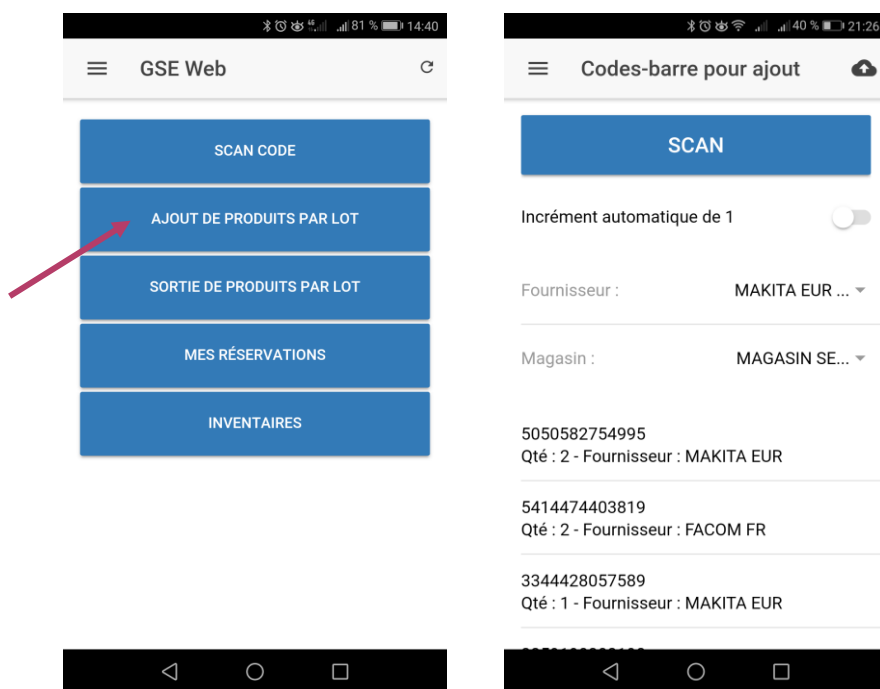 81 % 14:40
GSE Web
SCAN CODE
AJOUT DE PRODUITS PAR LOT
SORTIE DE PRODUITS PAR LOT
MES RÉSERVATIONS
INVENTAIRES
40 % 21:26
Codes-barre pour ajout
SCAN
Incrément automatique de 1
Fournisseur : MAKITA EUR ...
Magasin : MAGASIN SE...
5050582754995
Qté : 2 - Fournisseur : MAKITA EUR
5414474403819
Qté : 2 - Fournisseur : FACOM FR
3344428057589
Qté : 1 - Fournisseur : MAKITA EUR